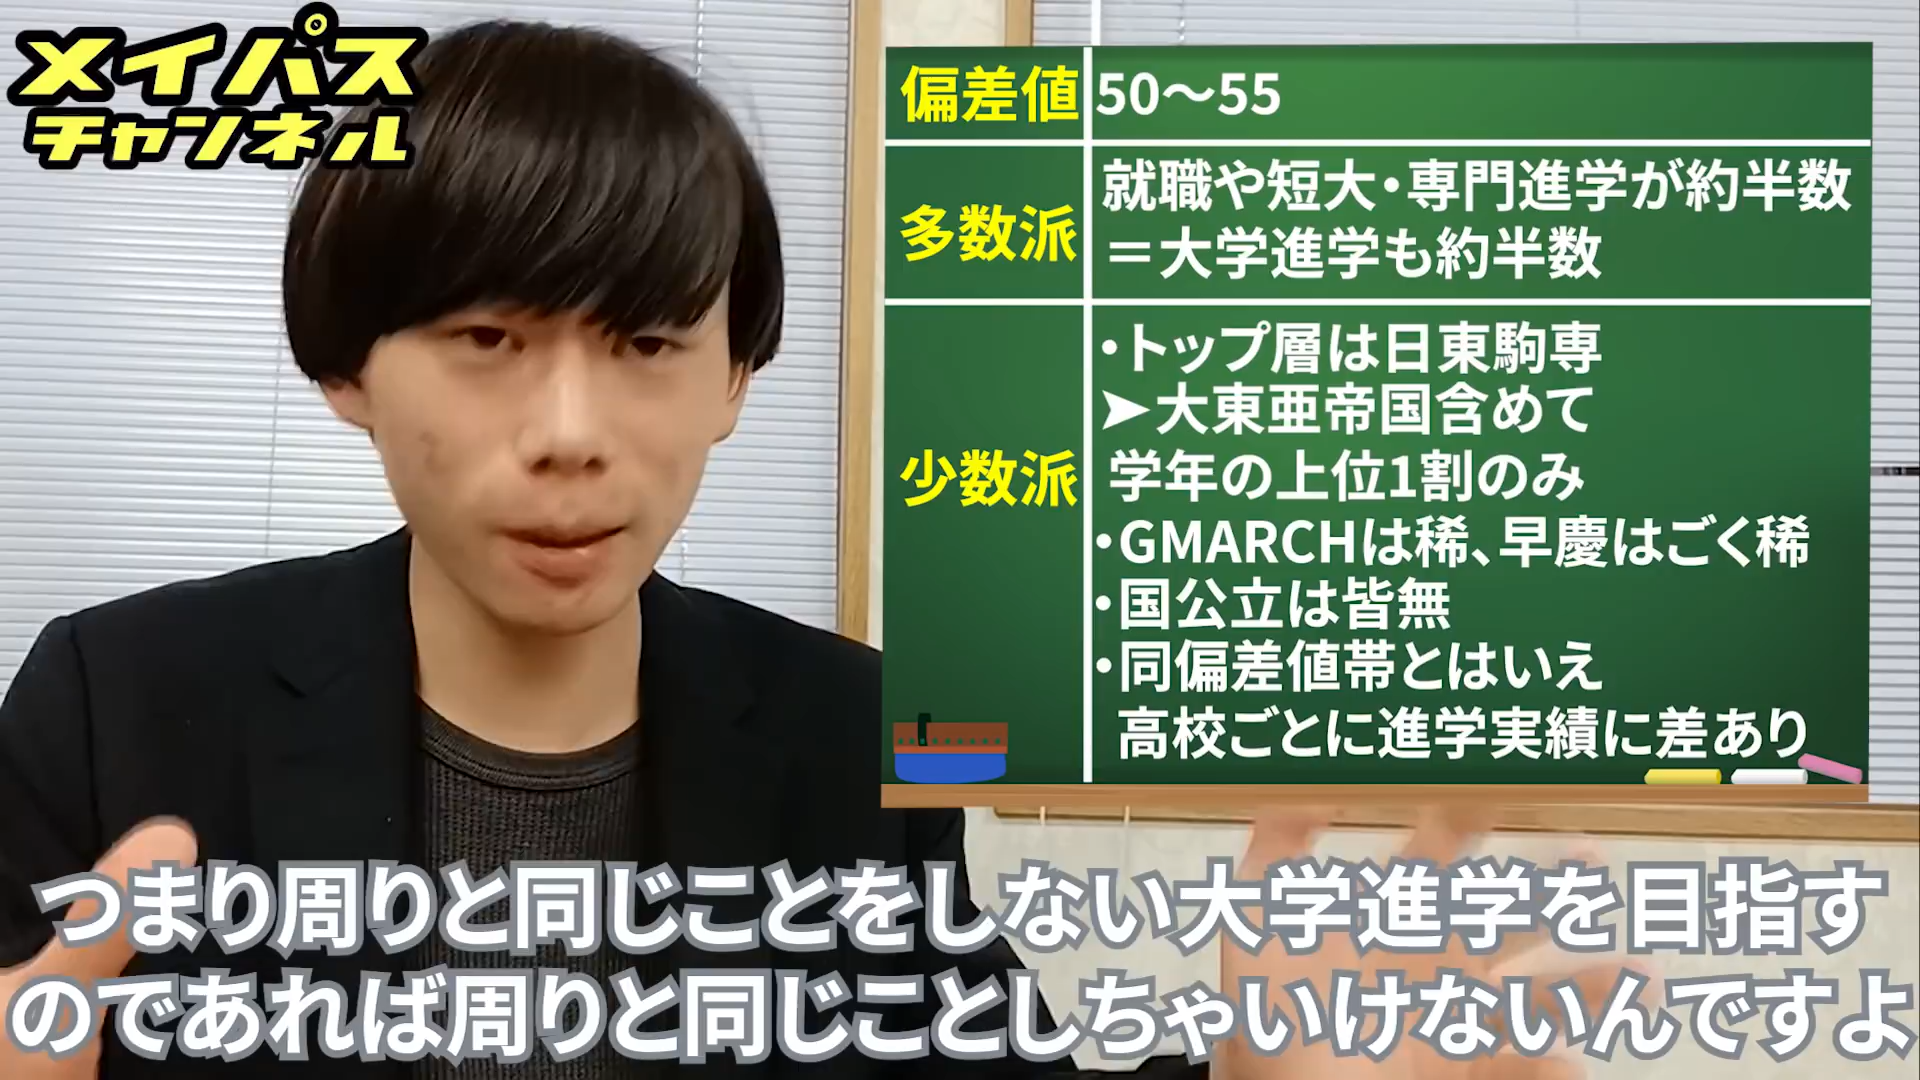 メイパス
チャンネル
偏差値 50〜55
多数派
就職や短大・専門進学が約半数
＝大学進学も約半数
少数派
・トップ層は日東駒専
➤大東亜帝国含めて
学年の上位1割のみ
・GMARCHは稀、早慶はごく稀
・国公立は皆無
・同偏差値帯とはいえ
高校ごとに進学実績に差あり
つまり周りと同じことをしない大学進学を目指す
のであれば周りと同じことしちゃいけないんですよ